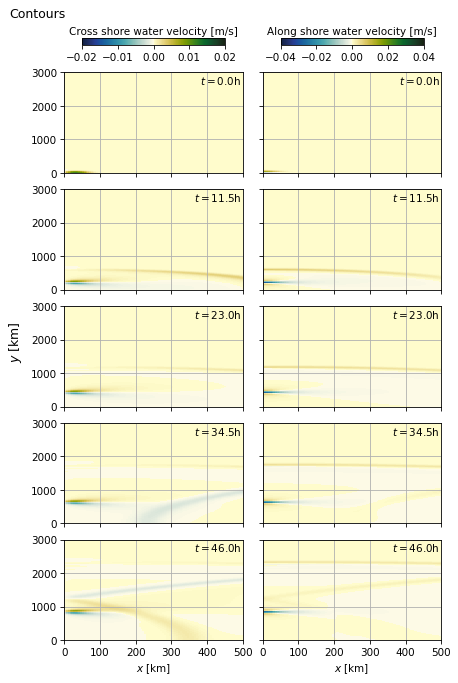 Contours
Cross shore water velocity [m/s]
Along shore water velocity [m/s]
−0.02 −0.01 0.00 0.01 0.02
−0.04 −0.02 0.00 0.02 0.04
3000
2000
1000
0
t = 0.0h
t = 0.0h
3000
2000
1000
0
t = 11.5h
t = 11.5h
3000
2000
1000
0
t = 23.0h
t = 23.0h
y [km]
3000
2000
1000
0
t = 34.5h
t = 34.5h
3000
2000
1000
0
t = 46.0h
t = 46.0h
0 100 200 300 400 500
0 100 200 300 400 500
x [km]
x [km]